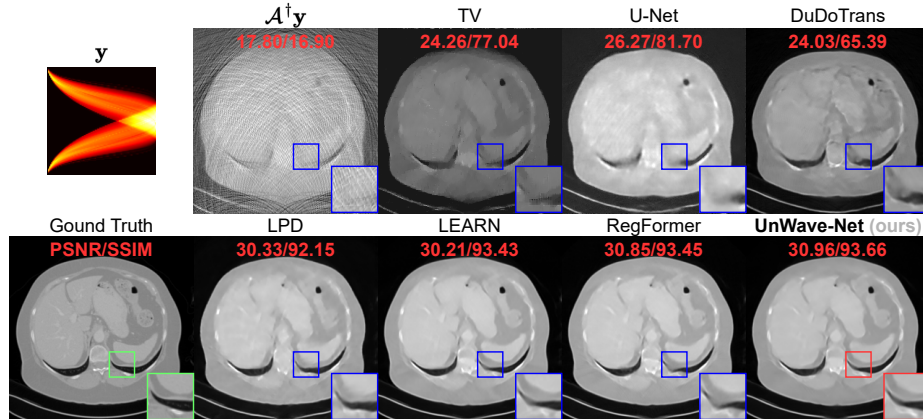 y
𝒜†y
TV
U-Net
DuDoTrans
17.80/16.90
24.26/77.04
26.27/81.70
24.03/65.39
Gound Truth
LPD
LEARN
RegFormer
UnWave-Net (ours)
PSNR/SSIM
30.33/92.15
30.21/93.43
30.85/93.45
30.96/93.66